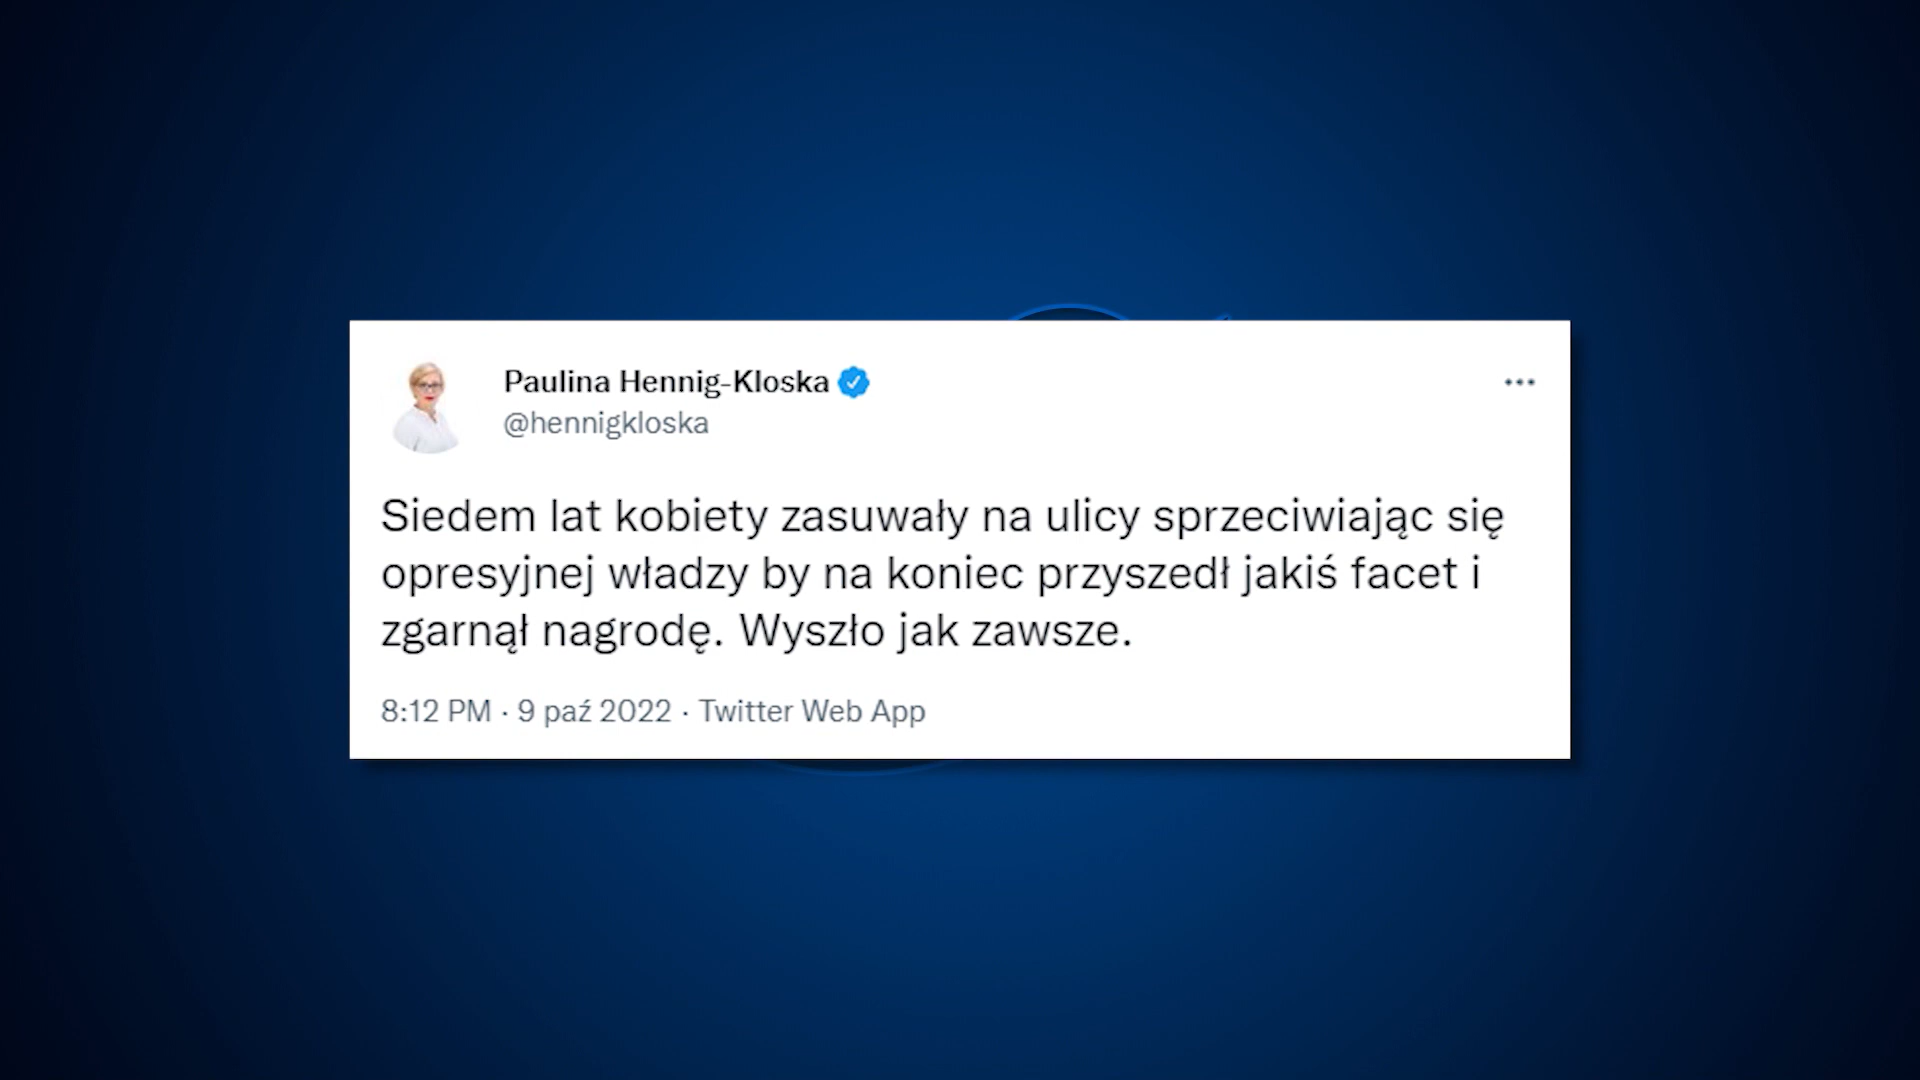 Paulina Hennig-Kloska
@hennigkloska
Siedem lat kobiety zasuwały na ulicy sprzeciwiając się
opresyjnej władzy by na koniec przyszedł jakiś facet i
zgarnął nagrodę. Wyszło jak zawsze.
8:12 PM · 9 paź 2022 · Twitter Web App